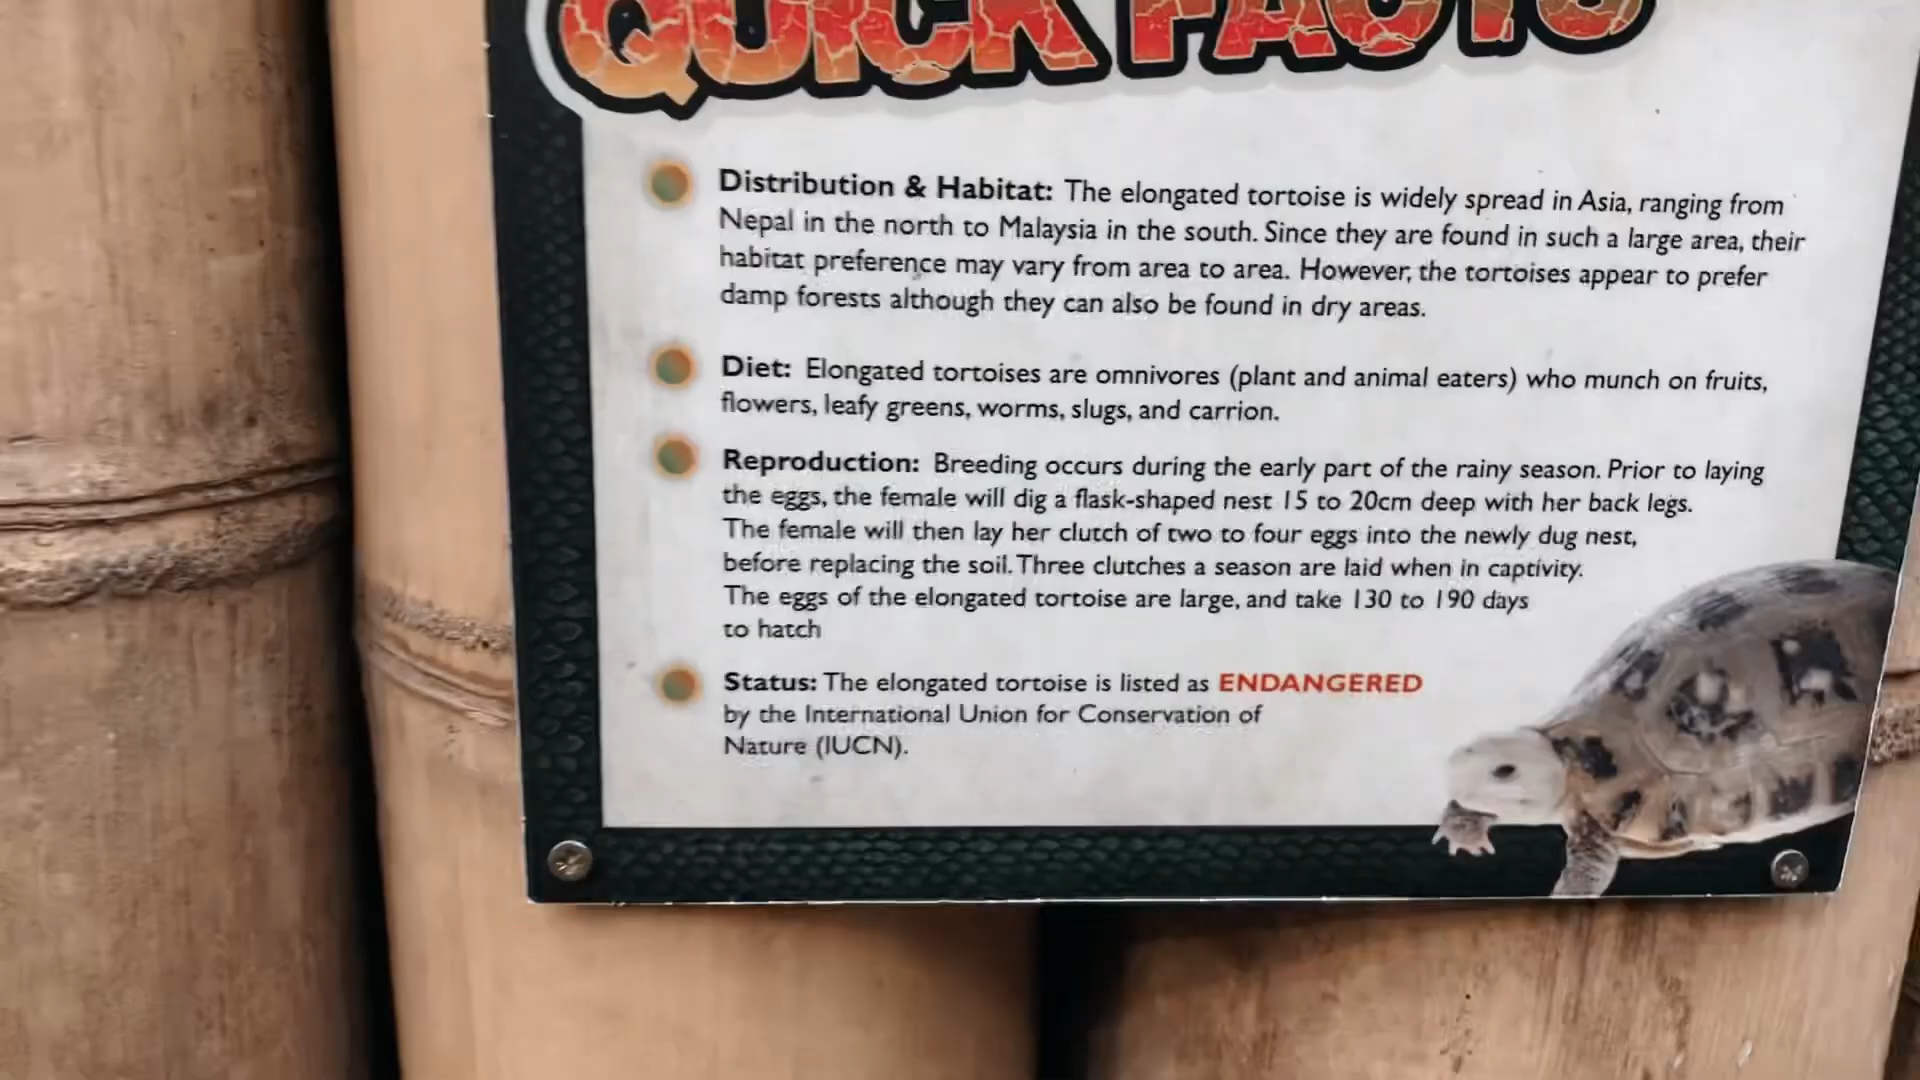 QUICK FACTS
Distribution & Habitat: The elongated tortoise is widely spread in Asia, ranging from
Nepal in the north to Malaysia in the south. Since they are found in such a large area, their
habitat preference may vary from area to area. However, the tortoises appear to prefer
damp forests although they can also be found in dry areas.
Diet: Elongated tortoises are omnivores (plant and animal eaters) who munch on fruits,
flowers, leafy greens, worms, slugs, and carrion.
Reproduction: Breeding occurs during the early part of the rainy season. Prior to laying
the eggs, the female will dig a flask-shaped nest 15 to 20cm deep with her back legs.
The female will then lay her clutch of two to four eggs into the newly dug nest,
before replacing the soil. Three clutches a season are laid when in captivity.
The eggs of the elongated tortoise are large, and take 130 to 190 days
to hatch
Status: The elongated tortoise is listed as ENDANGERED
by the International Union for Conservation of
Nature (IUCN).